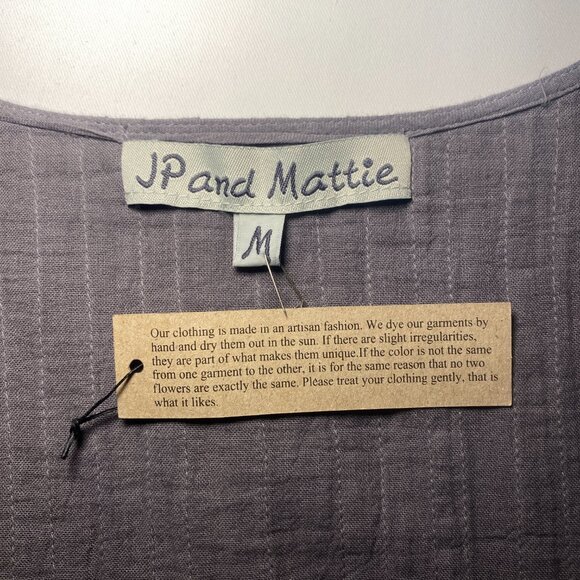 JP and Mattie
M
Our clothing is made in an artisan fashion. We dye our garments by
hand and dry them out in the sun. If there are slight irregularities,
they are part of what makes them unique.If the color is not the same
from one garment to the other, it is for the same reason that no two
flowers are exactly the same. Please treat your clothing gently, that is
what it likes.